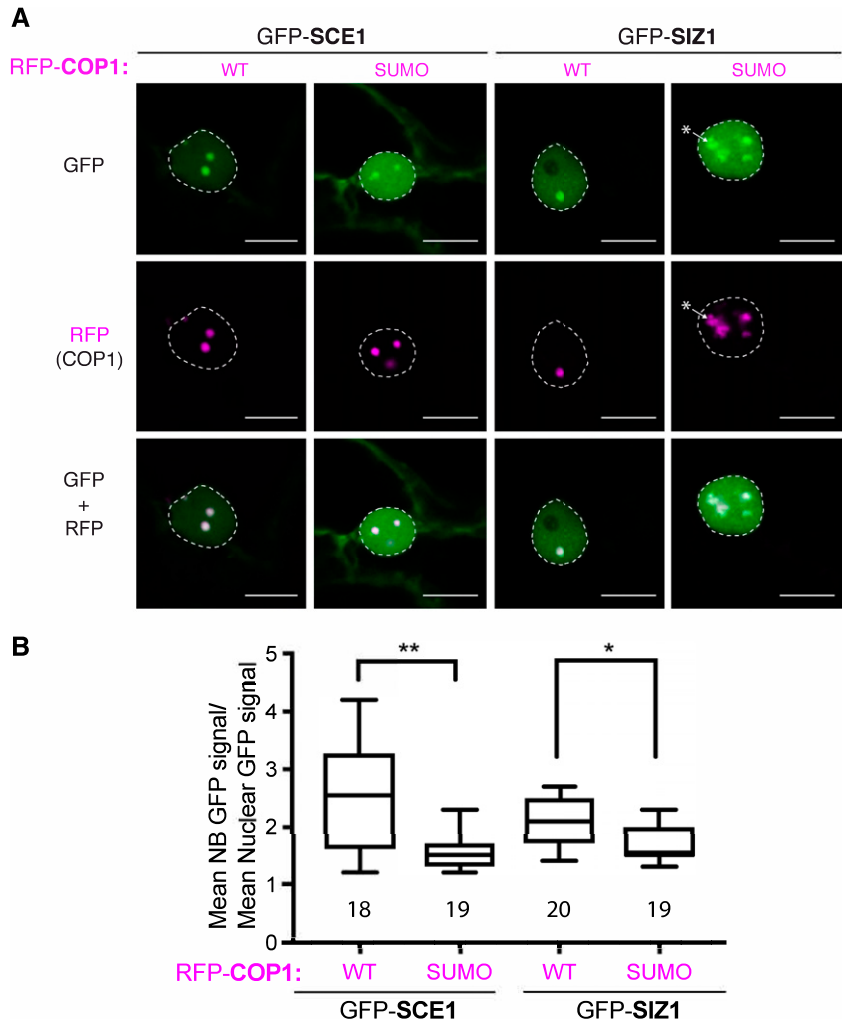 A
GFP-SCE1 GFP-SIZ1
RFP-COP1: WT SUMO WT SUMO
GFP
*
RFP
(COP1)
*
GFP
+
RFP
B
Mean NB GFP signal/
Mean Nuclear GFP signal
5
4
3
2
1
0
** *
18 19 20 19
RFP-COP1: WT SUMO WT SUMO
GFP-SCE1 GFP-SIZ1